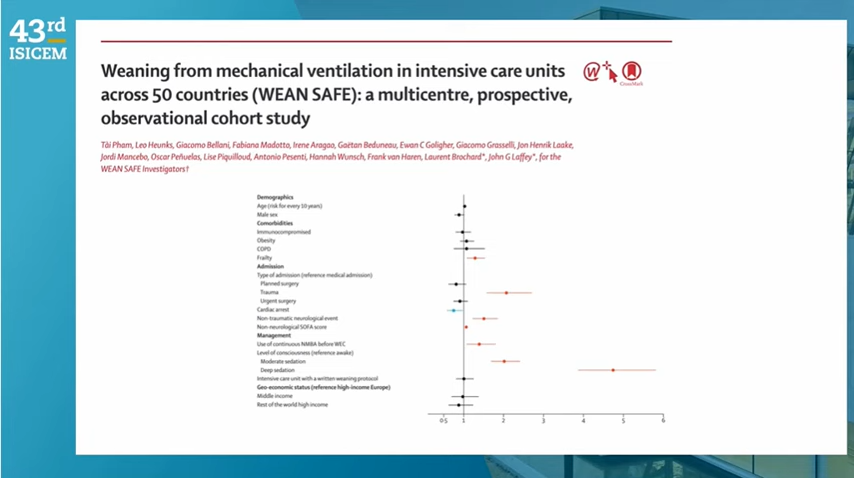 43rd
ISICEM
Weaning from mechanical ventilation in intensive care units
across 50 countries (WEAN SAFE): a multicentre, prospective,
observational cohort study
W
CrossMark
Tài Pham, Leo Heunks, Giacomo Bellani, Fabiana Madotto, Irene Aragao, Gaëtan Beduneau, Ewan C Goligher, Giacomo Grasselli, Jon Henrik Laake,
Jordi Mancebo, Oscar Peñuelas, Lise Piquilloud, Antonio Pesenti, Hannah Wunsch, Frank van Haren, Laurent Brochard*, John G Laffey*, for the
WEAN SAFE Investigators†
Demographics
Age (risk for every 10 years)
Male sex
Comorbidities
Immunocompromised
Obesity
COPD
Frailty
Admission
Type of admission (reference medical admission)
Planned surgery
Trauma
Urgent surgery
Cardiac arrest
Non-traumatic neurological event
Non-neurological SOFA score
Management
Use of continuous NMBA before WEC
Level of consciousness (reference awake)
Moderate sedation
Deep sedation
Intensive care unit with a written weaning protocol
Geo-economic status (reference high-income Europe)
Middle income
Rest of the world high income
0·5 1 2 3 4 5 6